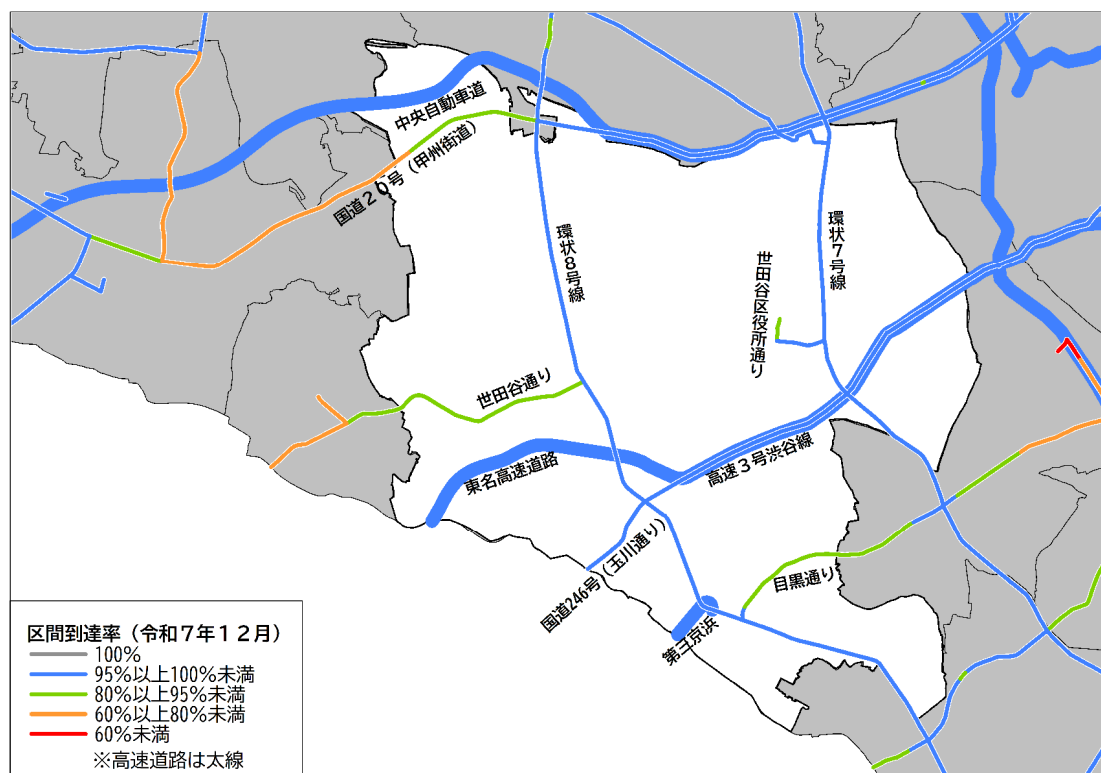 中央自動車道
国道20号（甲州街道）
環状８号線
環状７号線
世田谷区役所通り
世田谷通り
東名高速道路
高速３号渋谷線
国道246号（玉川通り）
目黒通り
第三京浜
区間到達率（令和７年１２月）
100%
95%以上100%未満
80%以上95%未満
60%以上80%未満
60%未満
※高速道路は太線